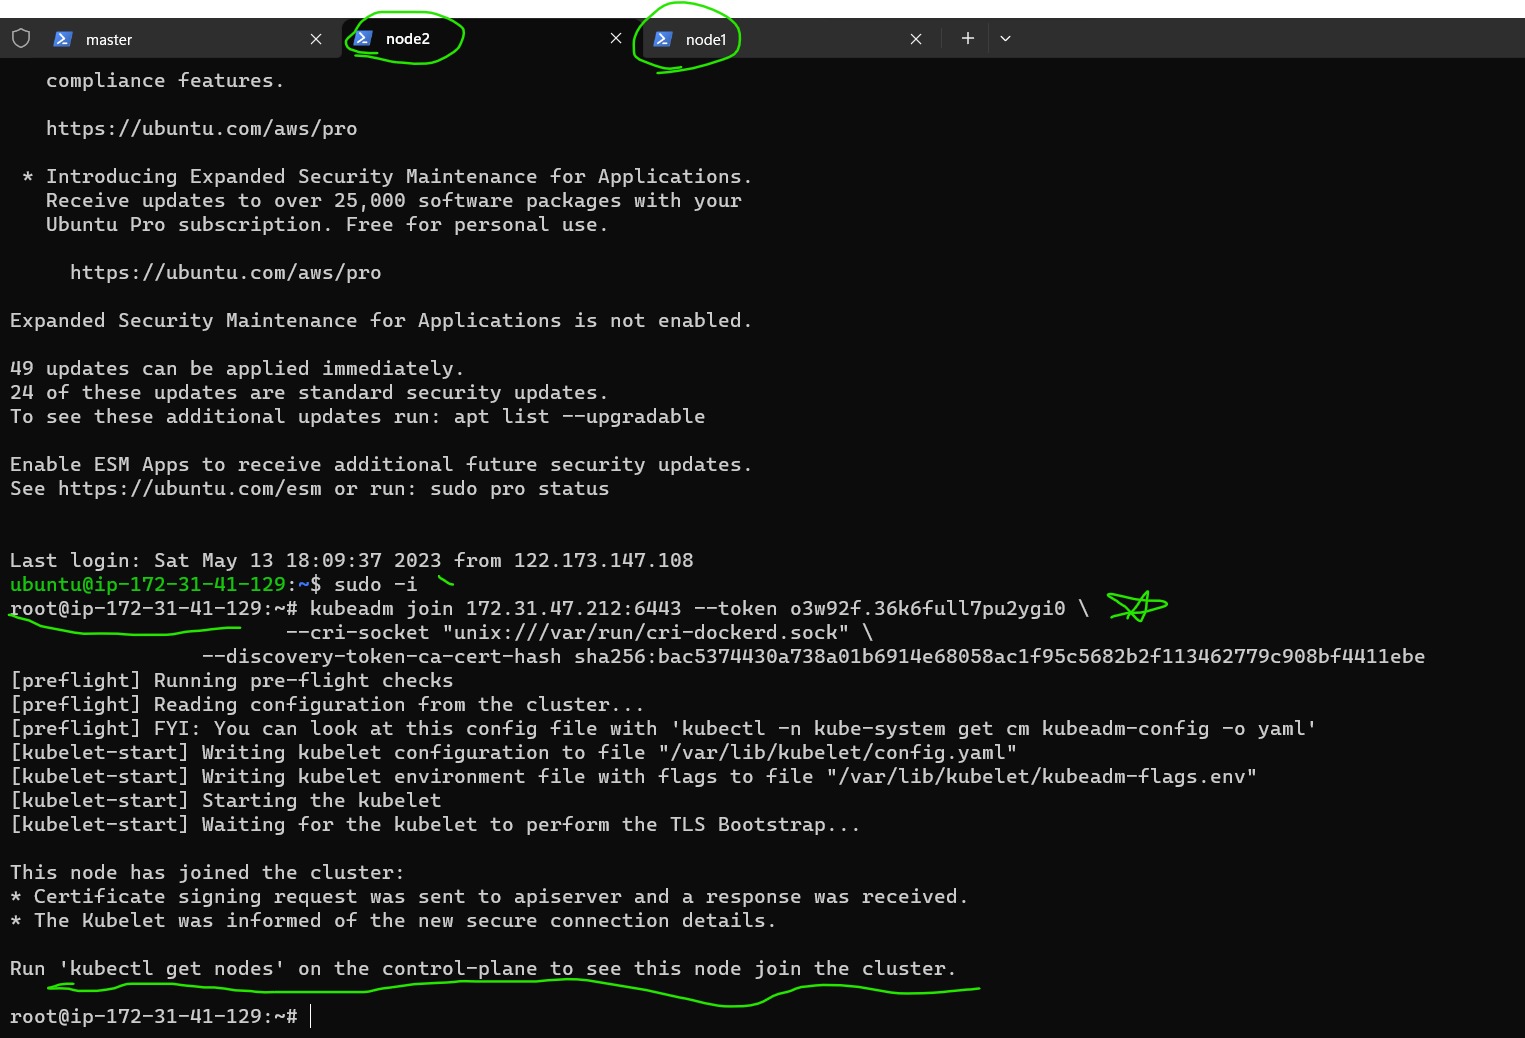 master
node2
node1
compliance features.
https://ubuntu.com/aws/pro
* Introducing Expanded Security Maintenance for Applications.
Receive updates to over 25,000 software packages with your
Ubuntu Pro subscription. Free for personal use.
https://ubuntu.com/aws/pro
Expanded Security Maintenance for Applications is not enabled.
49 updates can be applied immediately.
24 of these updates are standard security updates.
To see these additional updates run: apt list --upgradable
Enable ESM Apps to receive additional future security updates.
See https://ubuntu.com/esm or run: sudo pro status
Last login: Sat May 13 18:09:37 2023 from 122.173.147.108
ubuntu@ip-172-31-41-129:~$ sudo -i
root@ip-172-31-41-129:~# kubeadm join 172.31.47.212:6443 --token o3w92f.36k6full7pu2ygi0 \
--cri-socket "unix:///var/run/cri-dockerd.sock" \
--discovery-token-ca-cert-hash sha256:bac5374430a738a01b6914e68058ac1f95c5682b2f113462779c908bf4411ebe
[preflight] Running pre-flight checks
[preflight] Reading configuration from the cluster...
[preflight] FYI: You can look at this config file with 'kubectl -n kube-system get cm kubeadm-config -o yaml'
[kubelet-start] Writing kubelet configuration to file "/var/lib/kubelet/config.yaml"
[kubelet-start] Writing kubelet environment file with flags to file "/var/lib/kubelet/kubeadm-flags.env"
[kubelet-start] Starting the kubelet
[kubelet-start] Waiting for the kubelet to perform the TLS Bootstrap...
This node has joined the cluster:
* Certificate signing request was sent to apiserver and a response was received.
* The Kubelet was informed of the new secure connection details.
Run 'kubectl get nodes' on the control-plane to see this node join the cluster.
root@ip-172-31-41-129:~#